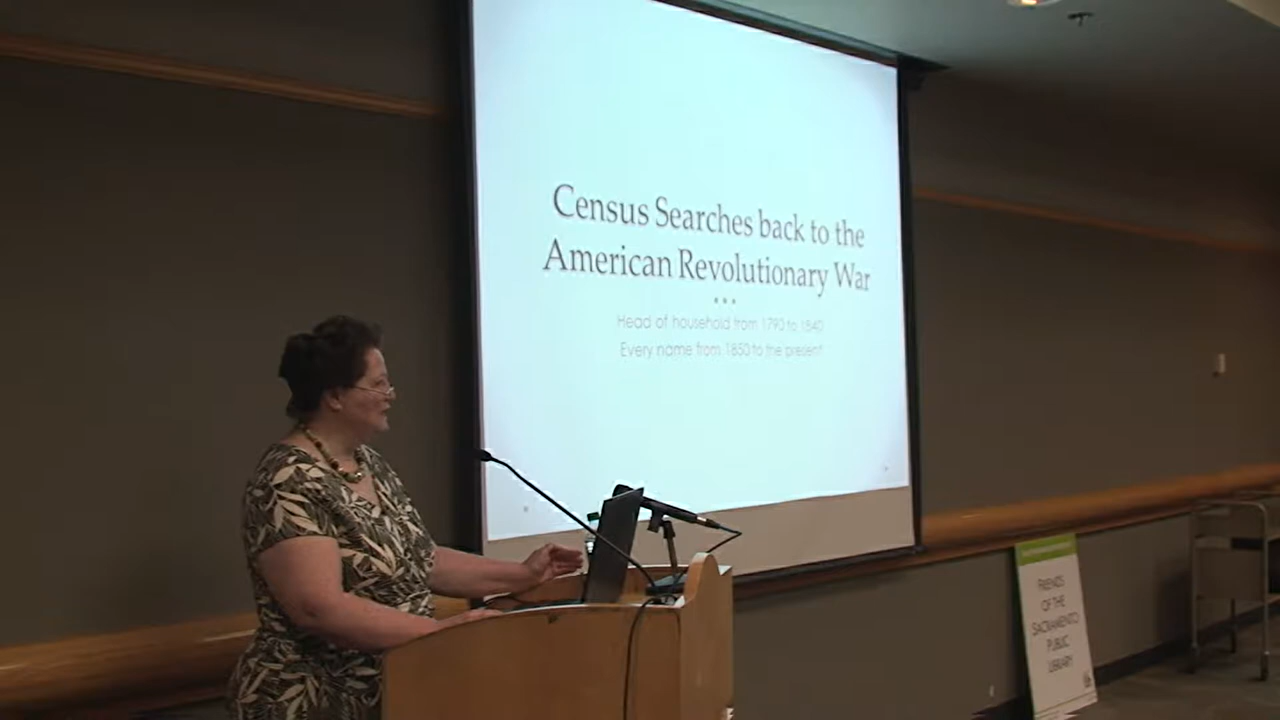 Census Searches back to the
American Revolutionary War
Head of household from 1790 to 1840
Every name from 1850 to the present
FRIENDS
OF THE
SACRAMENTO
PUBLIC
LIBRARY